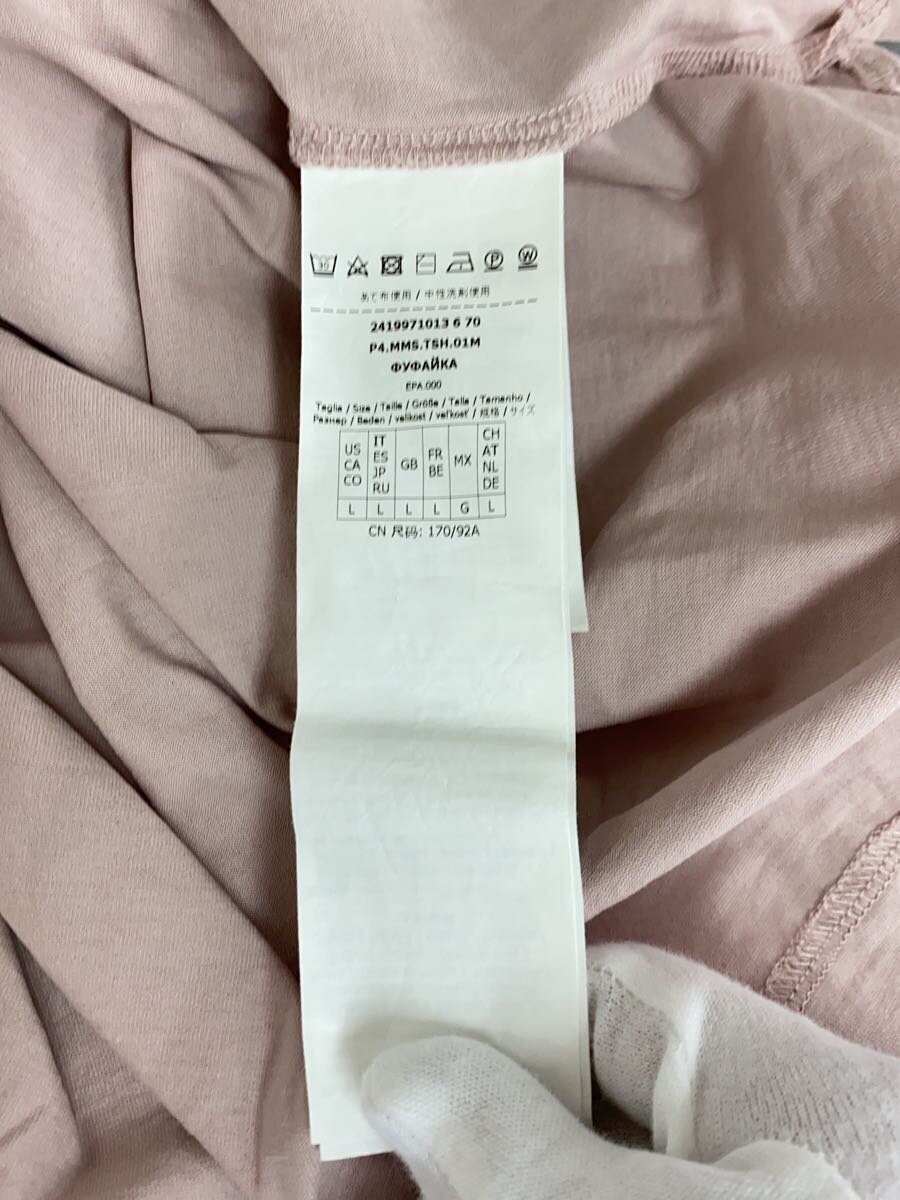 30
P
W
あて布使用 / 中性洗剤使用
2419971013 6 70
P4.MMS.TSH.01M
ФУФАЙКА
EPA.000
Taglia / Size / Taille / Größe / Talla / Tamanho /
Размер / Beden / velikost / veľkosť / 规格 / サイズ
US CA CO
IT ES JP RU
GB
FR BE
MX
CH AT NL DE
L L L L G L
CN 尺码: 170/92A